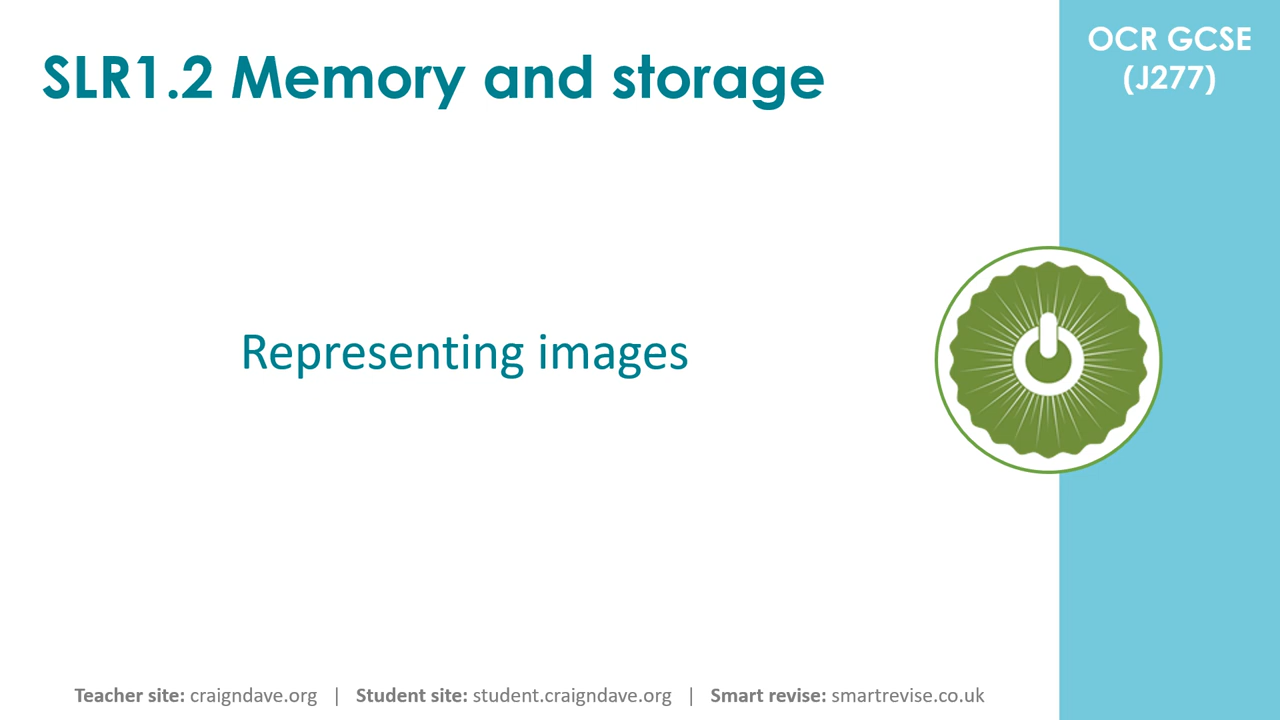 SLR1.2 Memory and storage
OCR GCSE
(J277)
Representing images
Teacher site: craigndave.org | Student site: student.craigndave.org | Smart revise: smartrevise.co.uk